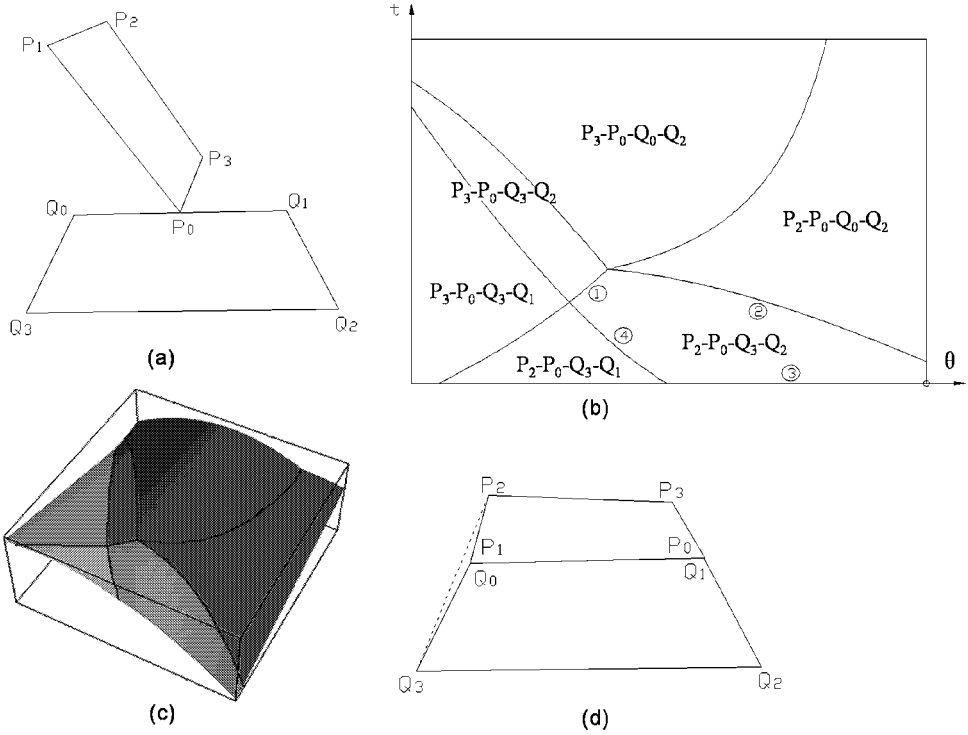 P₂
P₁
P₃
Q₀
P₀
Q₁
Q₃
Q₂
(a)
t
P₃-P₀-Q₀-Q₂
P₃-P₀-Q₃-Q₂
P₂-P₀-Q₀-Q₂
P₃-P₀-Q₃-Q₁
①
②
④
P₂-P₀-Q₃-Q₂
P₂-P₀-Q₃-Q₁
③
θ
(b)
(c)
P₂
P₃
P₁
P₀
Q₀
Q₁
Q₃
Q₂
(d)